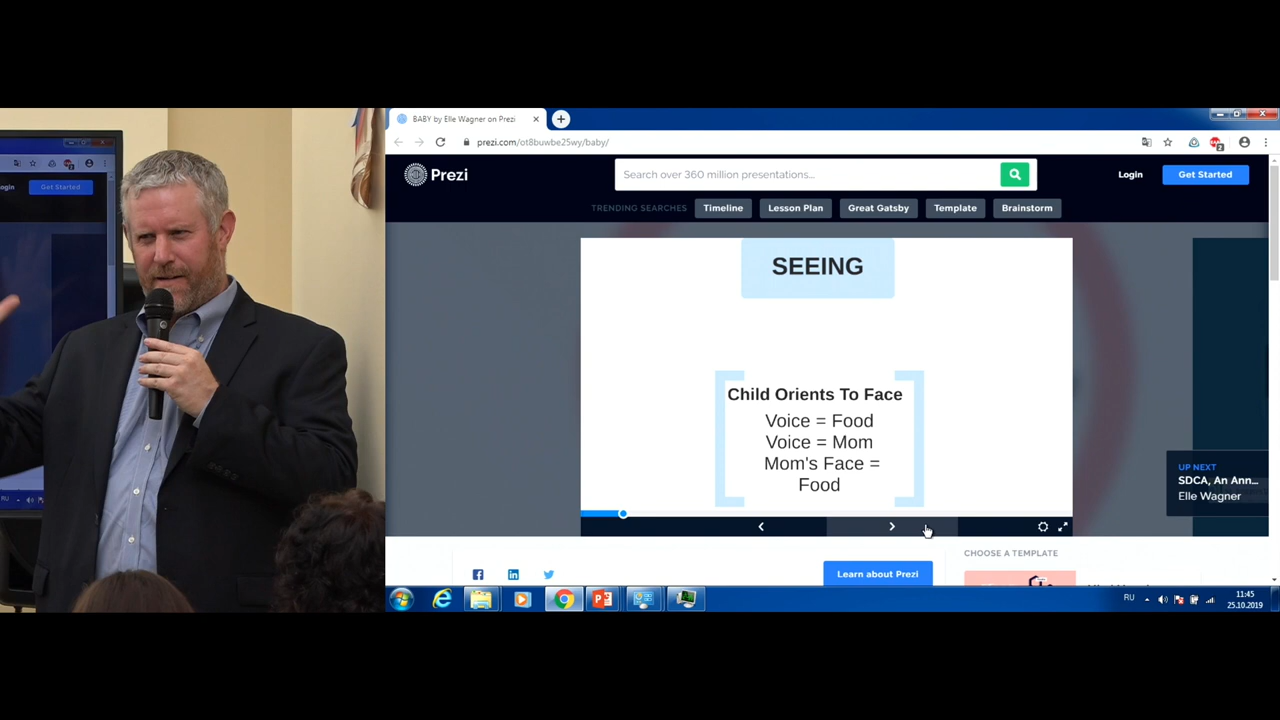 ogin
Get Started
RU
BABY by Elle Wagner on Prezi
prezi.com/ot8buwbe25wy/baby/
2
Prezi
Search over 360 million presentations...
Login
Get Started
TRENDING SEARCHES
Timeline
Lesson Plan
Great Gatsby
Template
Brainstorm
SEEING
Child Orients To Face
Voice = Food
Voice = Mom
Mom's Face =
Food
UP NEXT
SDCA, An Ann...
Elle Wagner
CHOOSE A TEMPLATE
Learn about Prezi
RU
11:45
25.10.2019